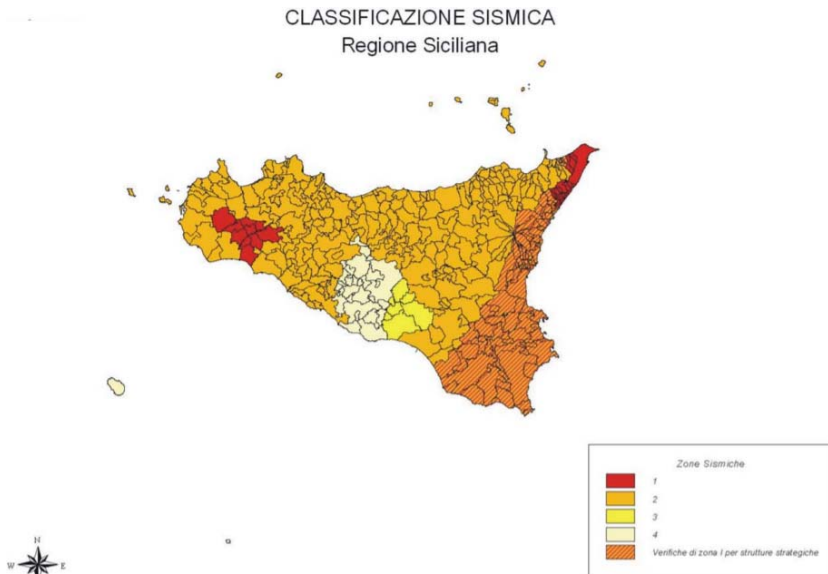 CLASSIFICAZIONE SISMICA
Regione Siciliana
Zone Sismiche
1
2
3
4
Verifiche di zona I per strutture strategiche
N
W E